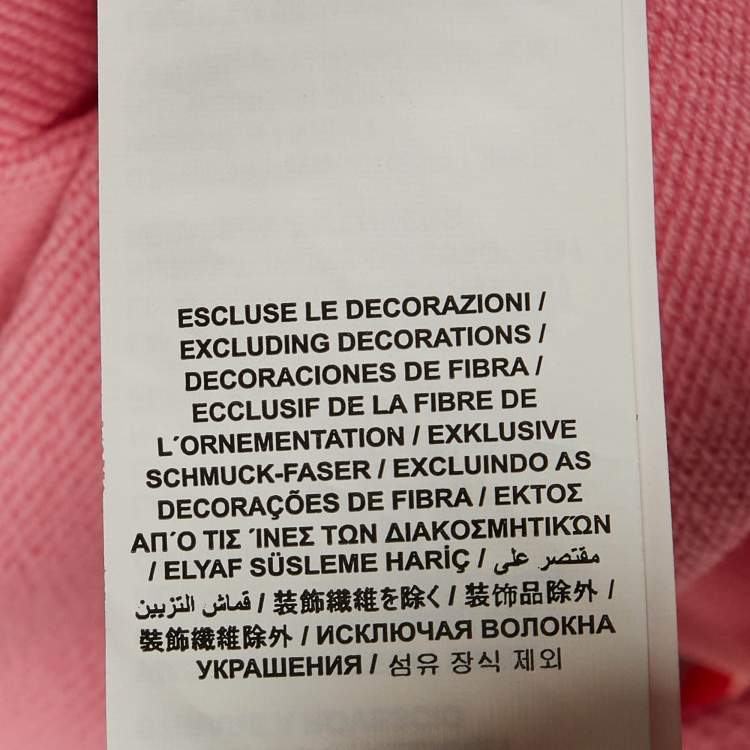 ESCLUSE LE DECORAZIONI /
EXCLUDING DECORATIONS /
DECORACIONES DE FIBRA /
ECCLUSIF DE LA FIBRE DE
L´ORNEMENTATION / EXKLUSIVE
SCHMUCK-FASER / EXCLUINDO AS
DECORAÇÕES DE FIBRA / ΕΚΤΟΣ
ΑΠ΄Ο ΤΙΣ ΊΝΕΣ ΤΩΝ ΔΙΑΚΟΣΜΗΤΙΚΏΝ
/ ELYAF SÜSLEME HARİÇ / مقتصر على
قماش التزيين / 装飾繊維を除く / 装饰品除外 /
裝飾纖維除外 / ИСКЛЮЧАЯ ВОЛОКНА
УКРАШЕНИЯ / 섬유 장식 제외